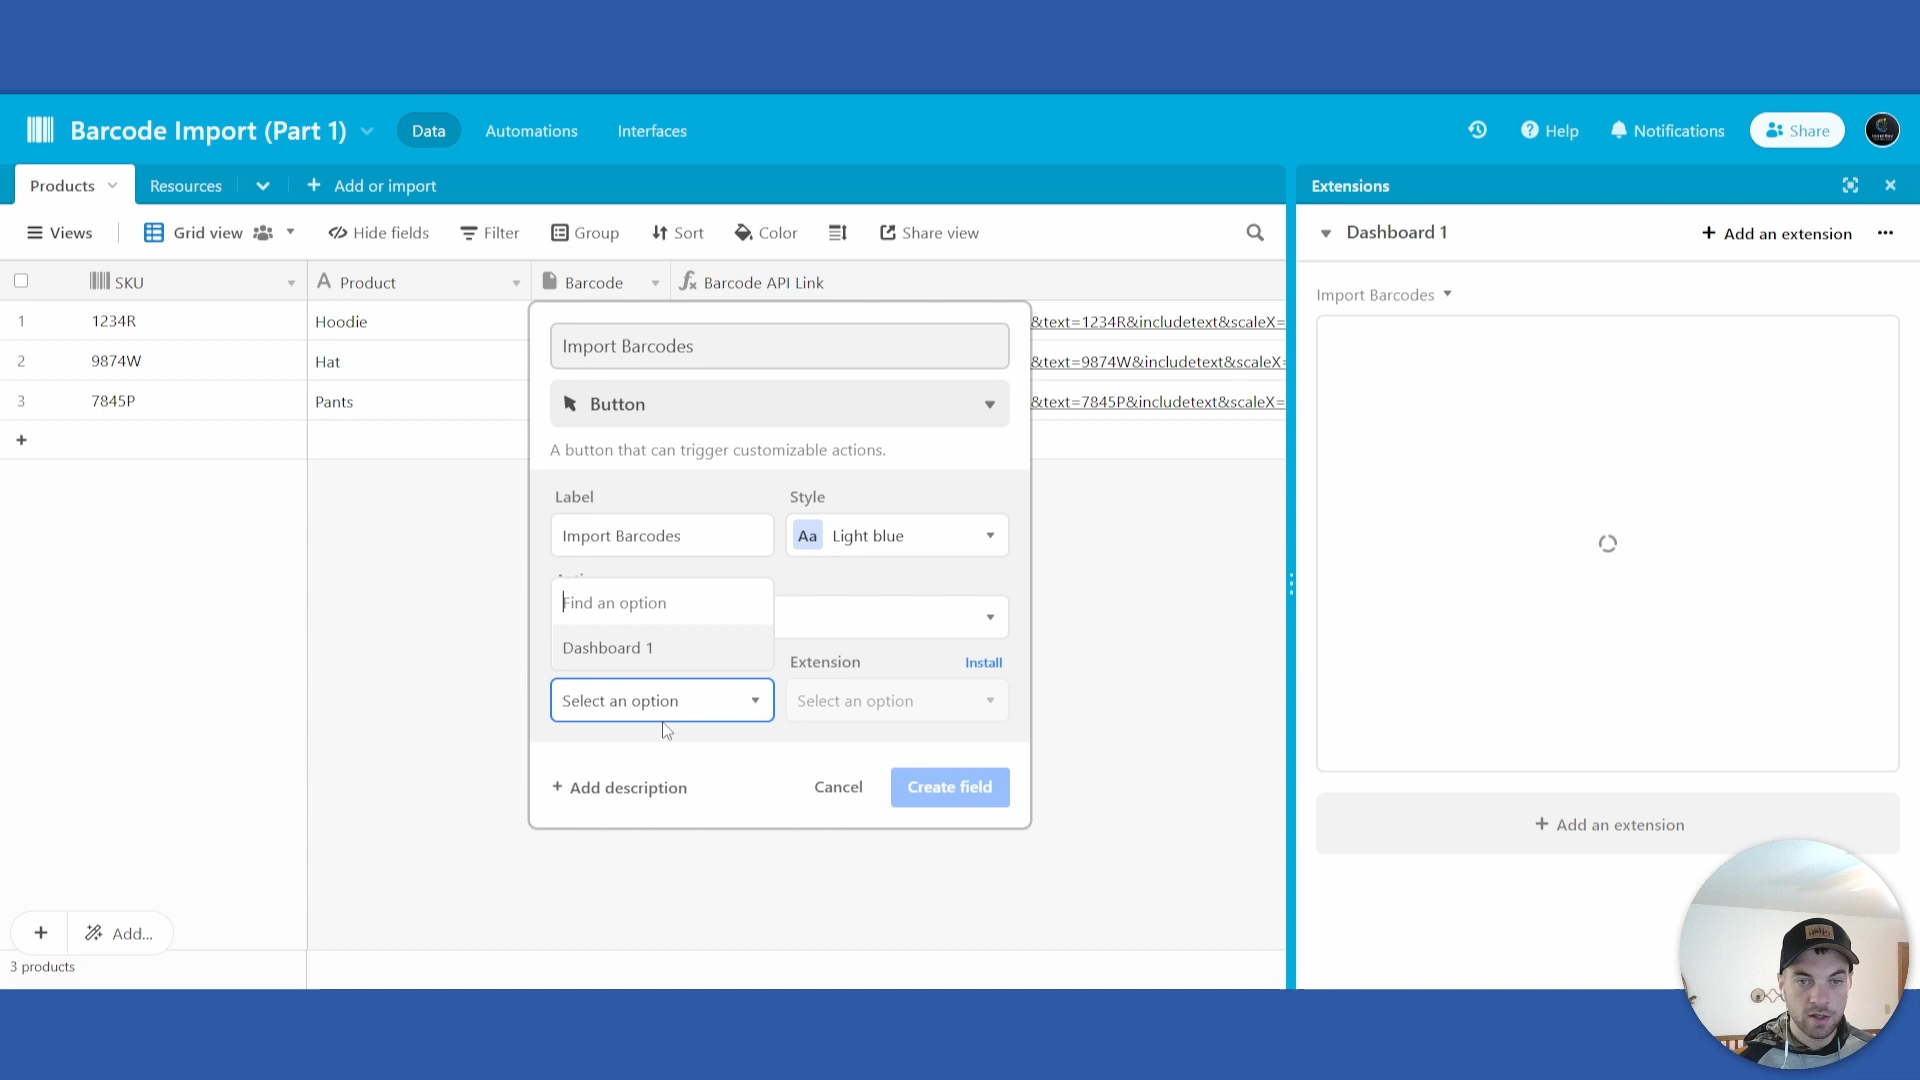 Barcode Import (Part 1)
Data
Automations
Interfaces
Help
Notifications
Share
Products
Resources
Add or import
Extensions
Views
Grid view
Hide fields
Filter
Group
Sort
Color
Share view
Dashboard 1
Add an extension
SKU
Product
Barcode
Barcode API Link
Import Barcodes
1 1234R Hoodie &text=1234R&includetext&scaleX=
2 9874W Hat &text=9874W&includetext&scaleX=
3 7845P Pants &text=7845P&includetext&scaleX=
Import Barcodes
Button
A button that can trigger customizable actions.
Label
Style
Import Barcodes
Aa Light blue
Find an option
Dashboard 1
Extension
Install
Select an option
Select an option
+ Add description
Cancel
Create field
+ Add an extension
+ Add...
3 products